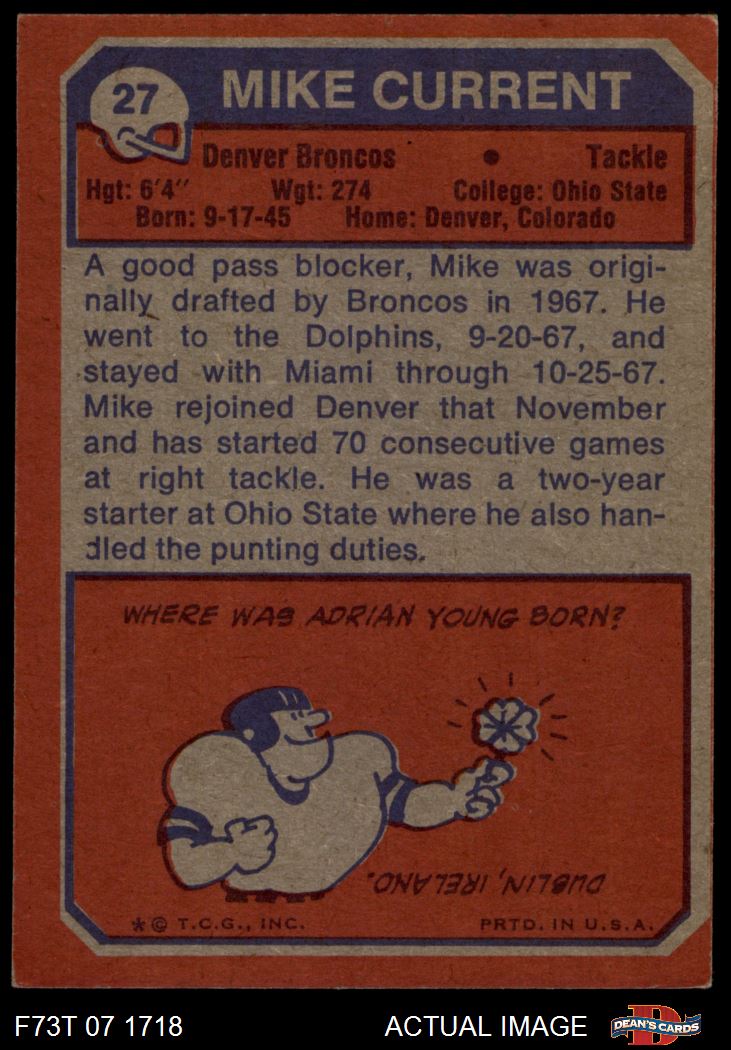 27
MIKE CURRENT
Denver Broncos • Tackle
Hgt: 6'4" Wgt: 274 College: Ohio State
Born: 9-17-45 Home: Denver, Colorado
A good pass blocker, Mike was origi-
nally drafted by Broncos in 1967. He
went to the Dolphins, 9-20-67, and
stayed with Miami through 10-25-67.
Mike rejoined Denver that November
and has started 70 consecutive games
at right tackle. He was a two-year
starter at Ohio State where he also han-
dled the punting duties.
WHERE WAS ADRIAN YOUNG BORN?
DUBLIN, IRELAND.
*© T.C.G., INC. PRTD. IN U.S.A.
F73T 07 1718 ACTUAL IMAGE
D
DEAN'S CARDS